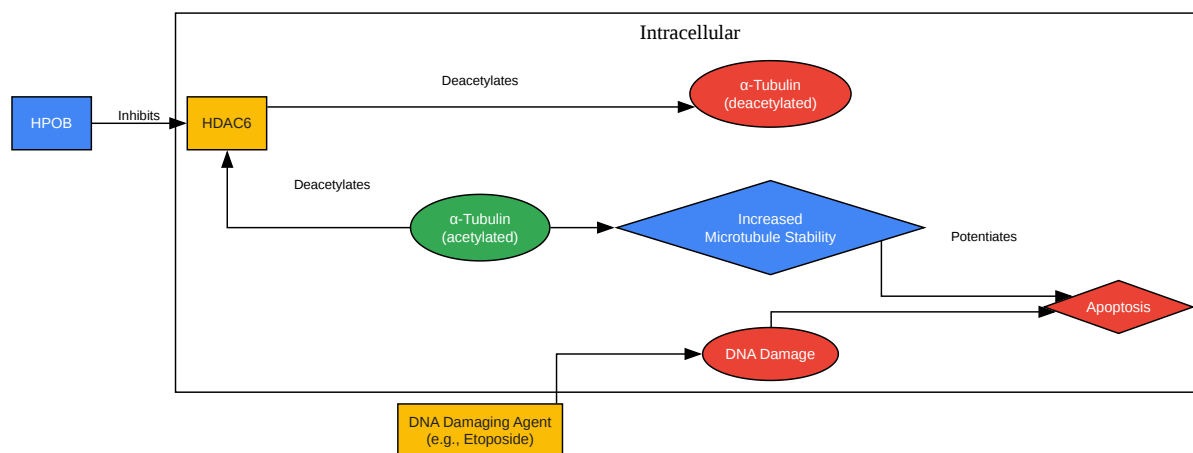 Intracellular
Deacetylates
α-Tubulin
(deacetylated)
HPOB
Inhibits
HDAC6
Deacetylates
α-Tubulin
(acetylated)
Increased
Microtubule Stability
Potentiates
Apoptosis
DNA Damage
DNA Damaging Agent
(e.g., Etoposide)